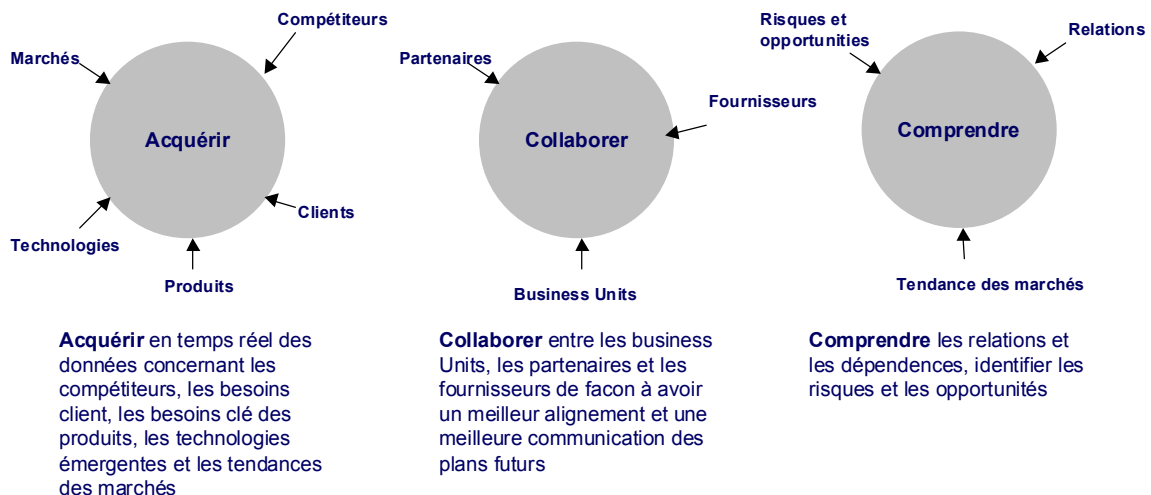 Compétiteurs
Marchés
Acquérir
Clients
Technologies
Produits
Acquérir en temps réel des
données concernant les
compétiteurs, les besoins
client, les besoins clé des
produits, les technologies
émergentes et les tendances
des marchés
Partenaires
Fournisseurs
Collaborer
Business Units
Collaborer entre les business
Units, les partenaires et les
fournisseurs de facon à avoir
un meilleur alignement et une
meilleure communication des
plans futurs
Risques et
opportunities
Relations
Comprendre
Tendance des marchés
Comprendre les relations et
les dépendences, identifier les
risques et les opportunités